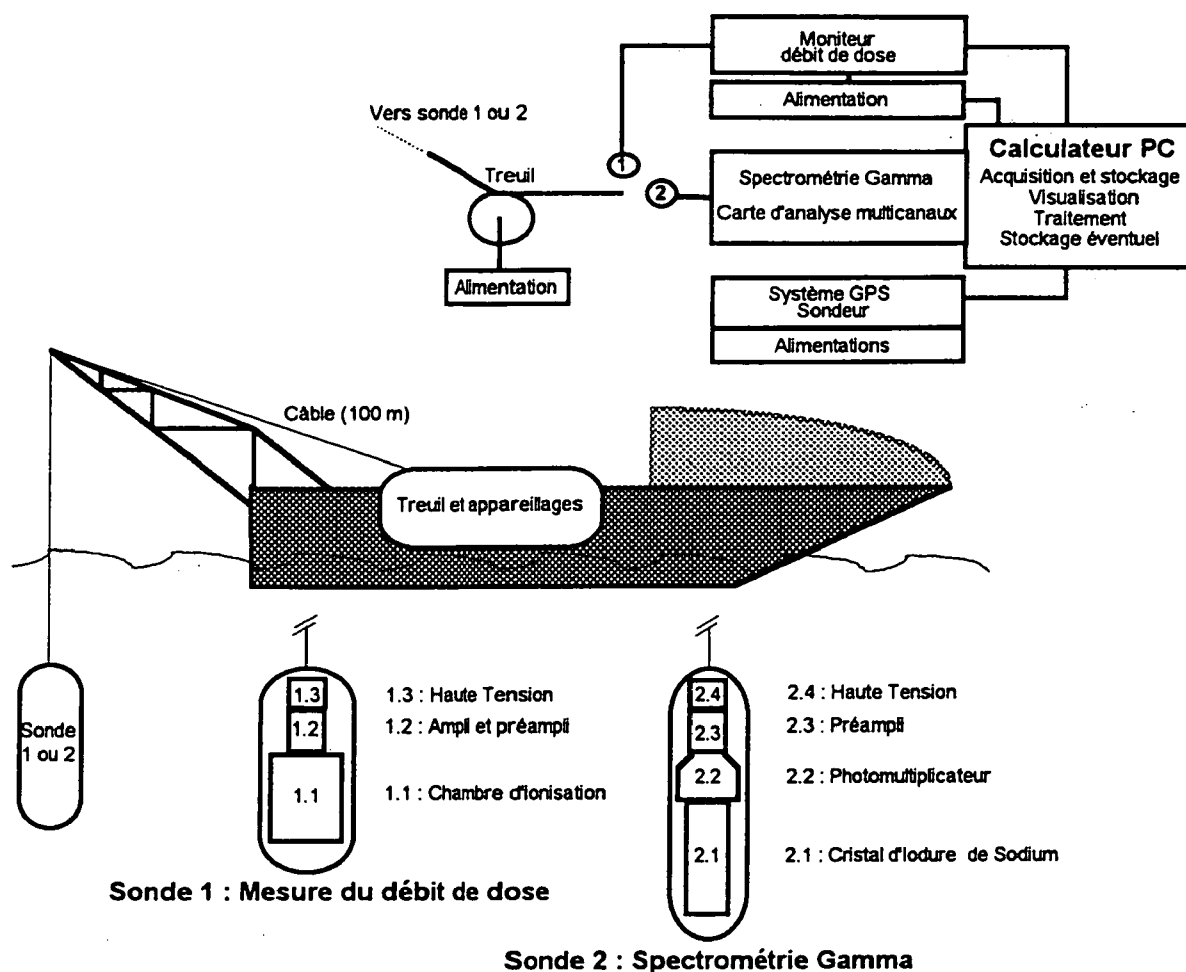 Moniteur
débit de dose
Alimentation
Vers sonde 1 ou 2
Treuil
1
2
Alimentation
Spectrométrie Gamma
Carte d'analyse multicanaux
Calculateur PC
Acquisition et stockage
Visualisation
Traitement
Stockage éventuel
Système GPS
Sondeur
Alimentations
Câble (100 m)
Treuil et appareillages
Sonde
1 ou 2
1.3
1.2
1.1
1.3 : Haute Tension
1.2 : Ampli et préampli
1.1 : Chambre d'ionisation
Sonde 1 : Mesure du débit de dose
2.4
2.3
2.2
2.1
2.4 : Haute Tension
2.3 : Préampli
2.2 : Photomultiplicateur
2.1 : Cristal d'Iodure de Sodium
Sonde 2 : Spectrométrie Gamma